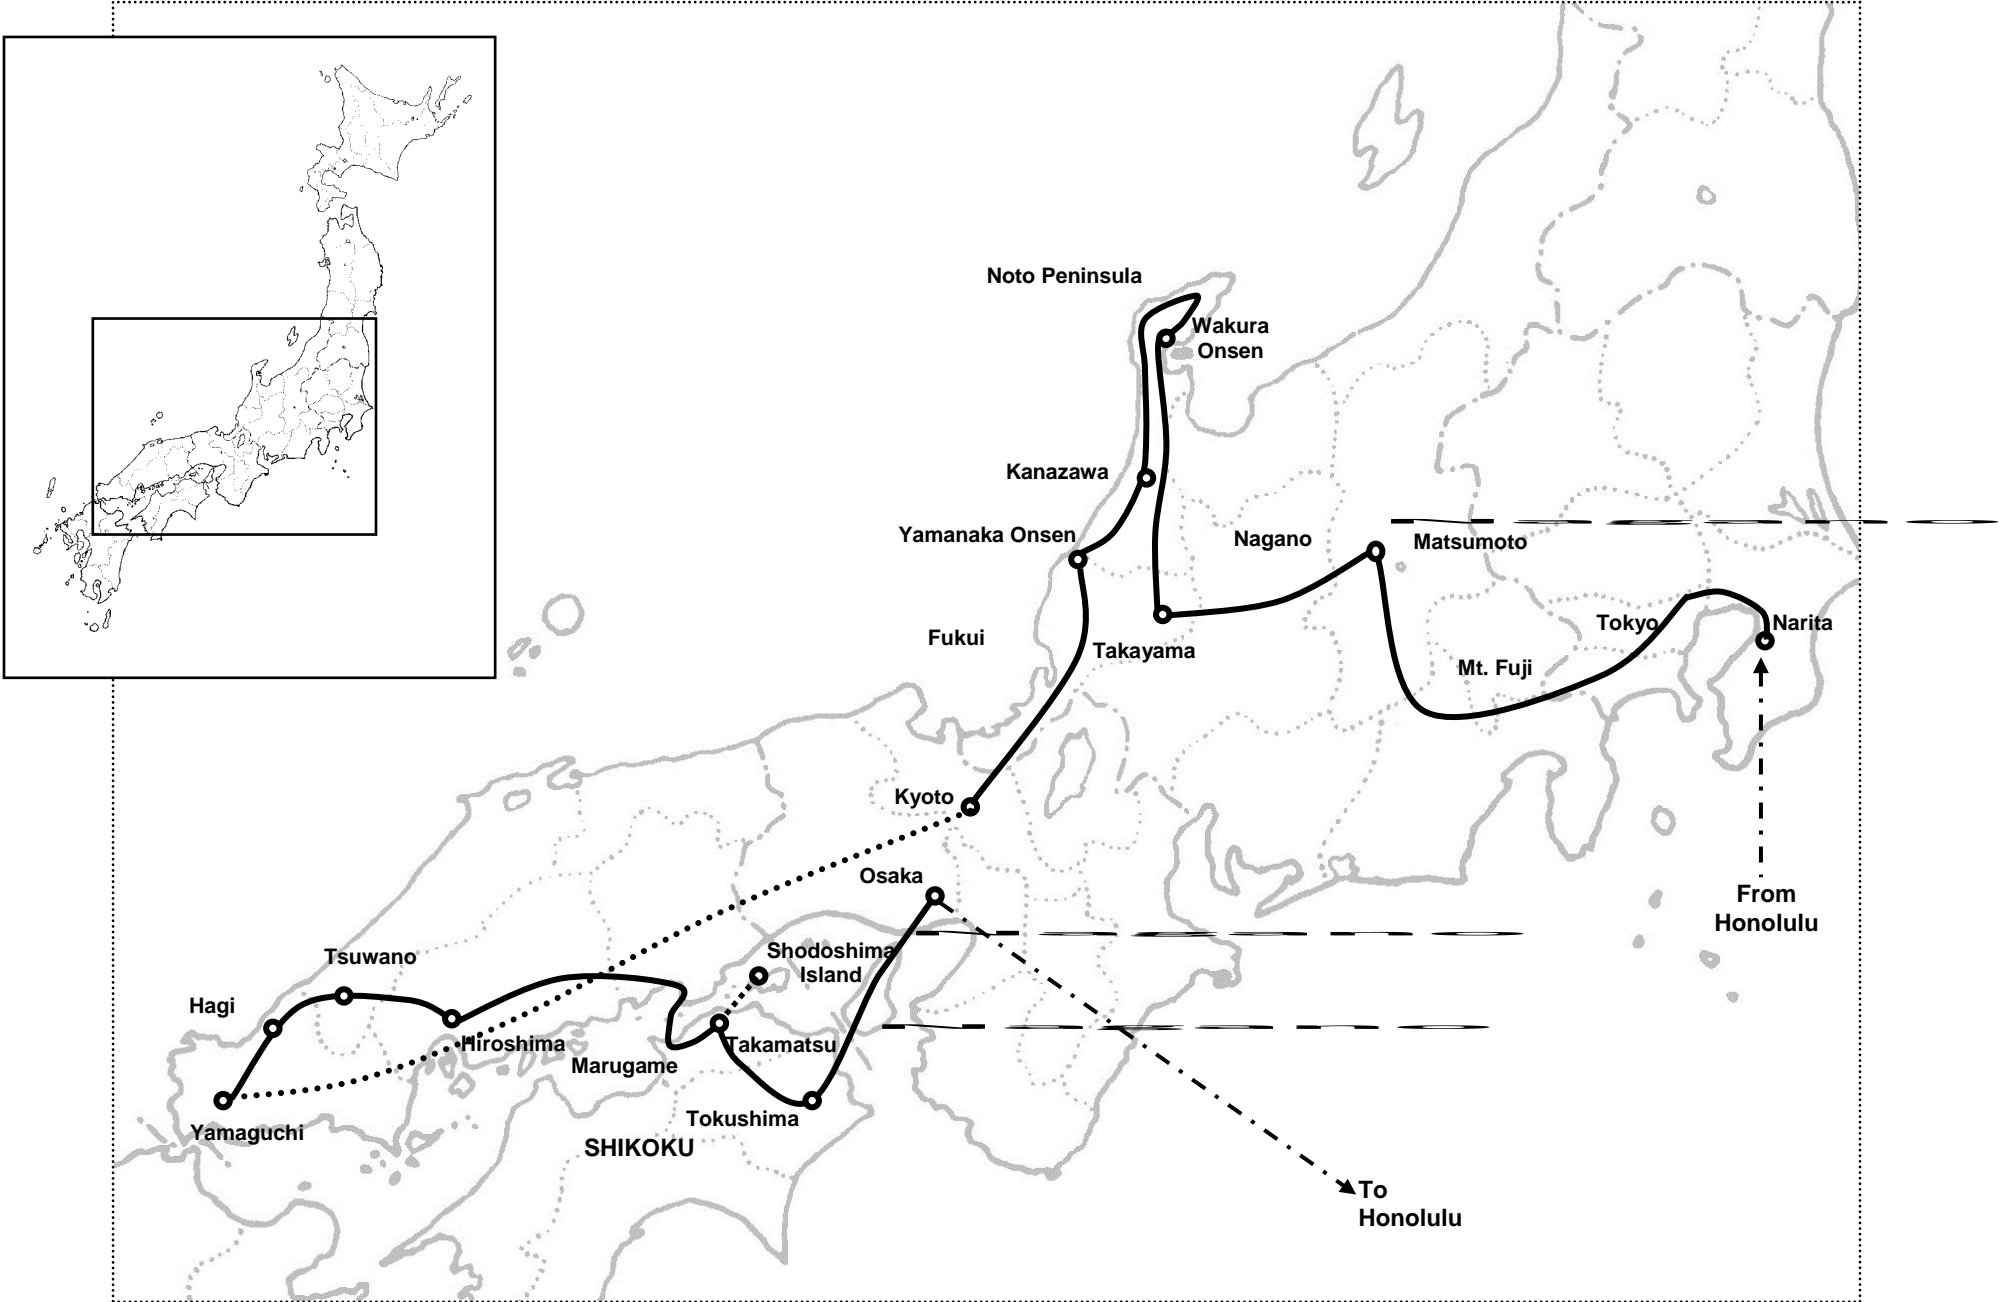 Noto Peninsula
Wakura
Onsen
Kanazawa
Yamanaka Onsen
Nagano
Matsumoto
Fukui
Takayama
Tokyo
Narita
Mt. Fuji
Kyoto
Osaka
From
Honolulu
Tsuwano
Shodoshima
Island
Hagi
Hiroshima
Takamatsu
Marugame
Tokushima
Yamaguchi
SHIKOKU
To
Honolulu